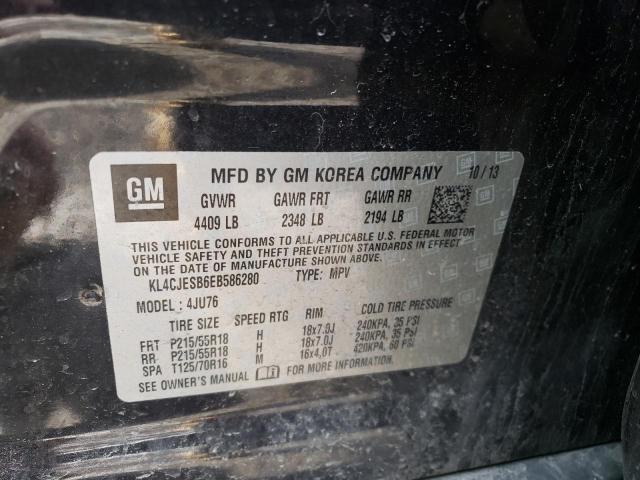 GM MFD BY GM KOREA COMPANY 10/13
GVWR GAWR FRT GAWR RR
4409 LB 2348 LB 2194 LB
THIS VEHICLE CONFORMS TO ALL APPLICABLE U.S. FEDERAL MOTOR
VEHICLE SAFETY AND THEFT PREVENTION STANDARDS IN EFFECT
ON THE DATE OF MANUFACTURE SHOWN ABOVE.
KL4CJESB6EB586280 TYPE: MPV
MODEL: 4JU76
TIRE SIZE SPEED RTG RIM COLD TIRE PRESSURE
FRT P215/55R18 H 18x7.0J 240KPA, 35 PSI
RR P215/55R18 H 18x7.0J 240KPA, 35 PSI
SPA T125/70R16 M 16x4.0T 420KPA, 60 PSI
SEE OWNER'S MANUAL FOR MORE INFORMATION.